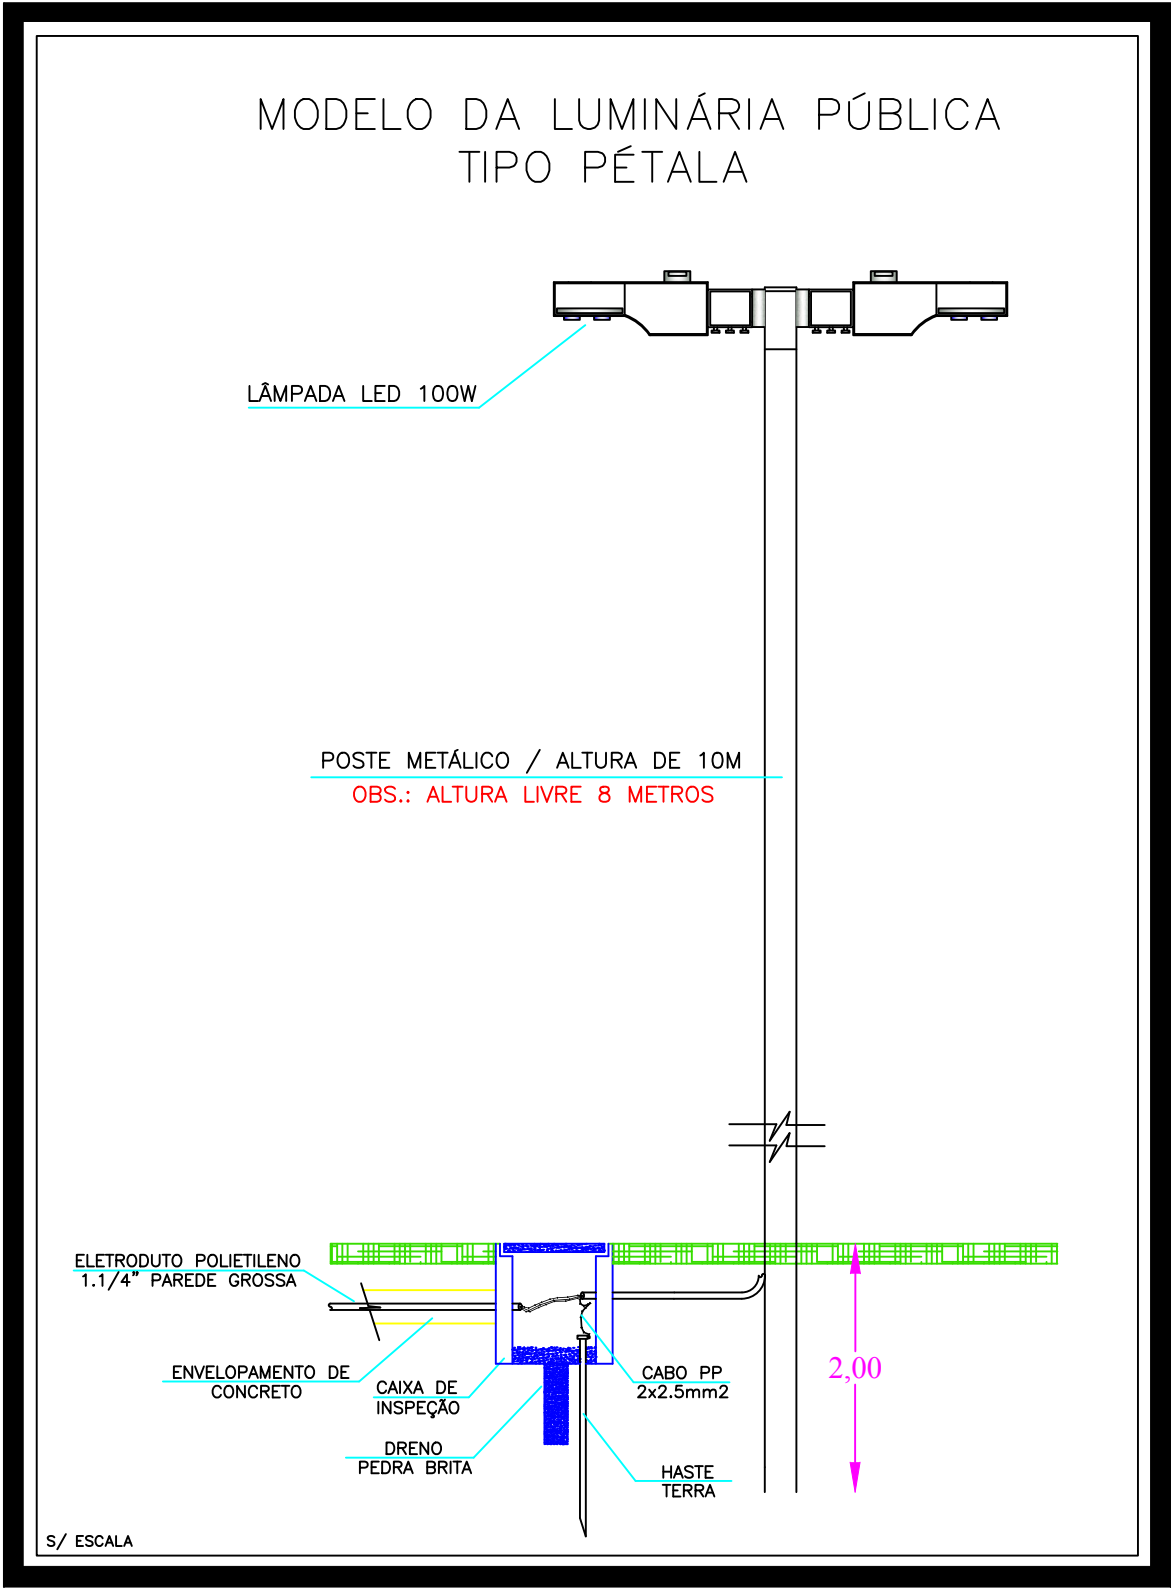 MODELO DA LUMINÁRIA PÚBLICA
TIPO PÉTALA
LÂMPADA LED 100W
POSTE METÁLICO / ALTURA DE 10M
OBS.: ALTURA LIVRE 8 METROS
ELETRODUTO POLIETILENO
1.1/4" PAREDE GROSSA
ENVELOPAMENTO DE
CONCRETO
CAIXA DE
INSPEÇÃO
DRENO
PEDRA BRITA
CABO PP
2x2.5mm2
HASTE
TERRA
2,00
S/ ESCALA